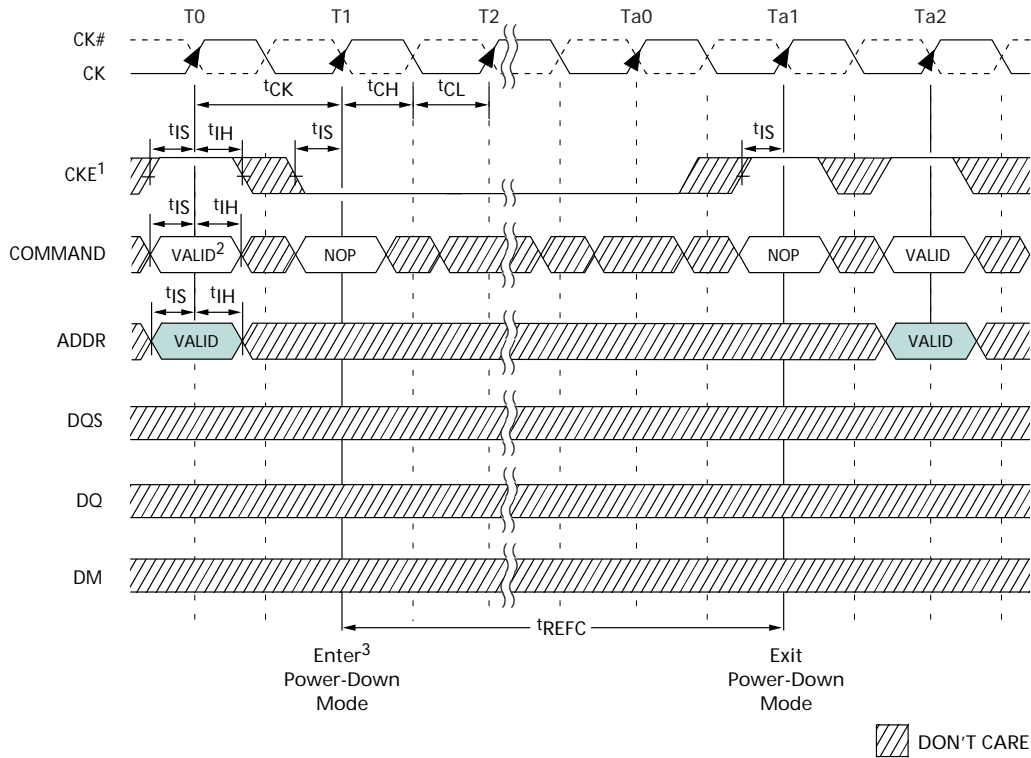 T0 T1 T2 Ta0 Ta1 Ta2
CK#
CK
tCK tCH tCL
tIS tIH tIS tIS
CKE1
tIS tIH
COMMAND VALID2 NOP NOP VALID
tIS tIH
ADDR VALID VALID
DQS
DQ
DM
tREFC
Enter3
Power-Down
Mode
Exit
Power-Down
Mode
DON'T CARE